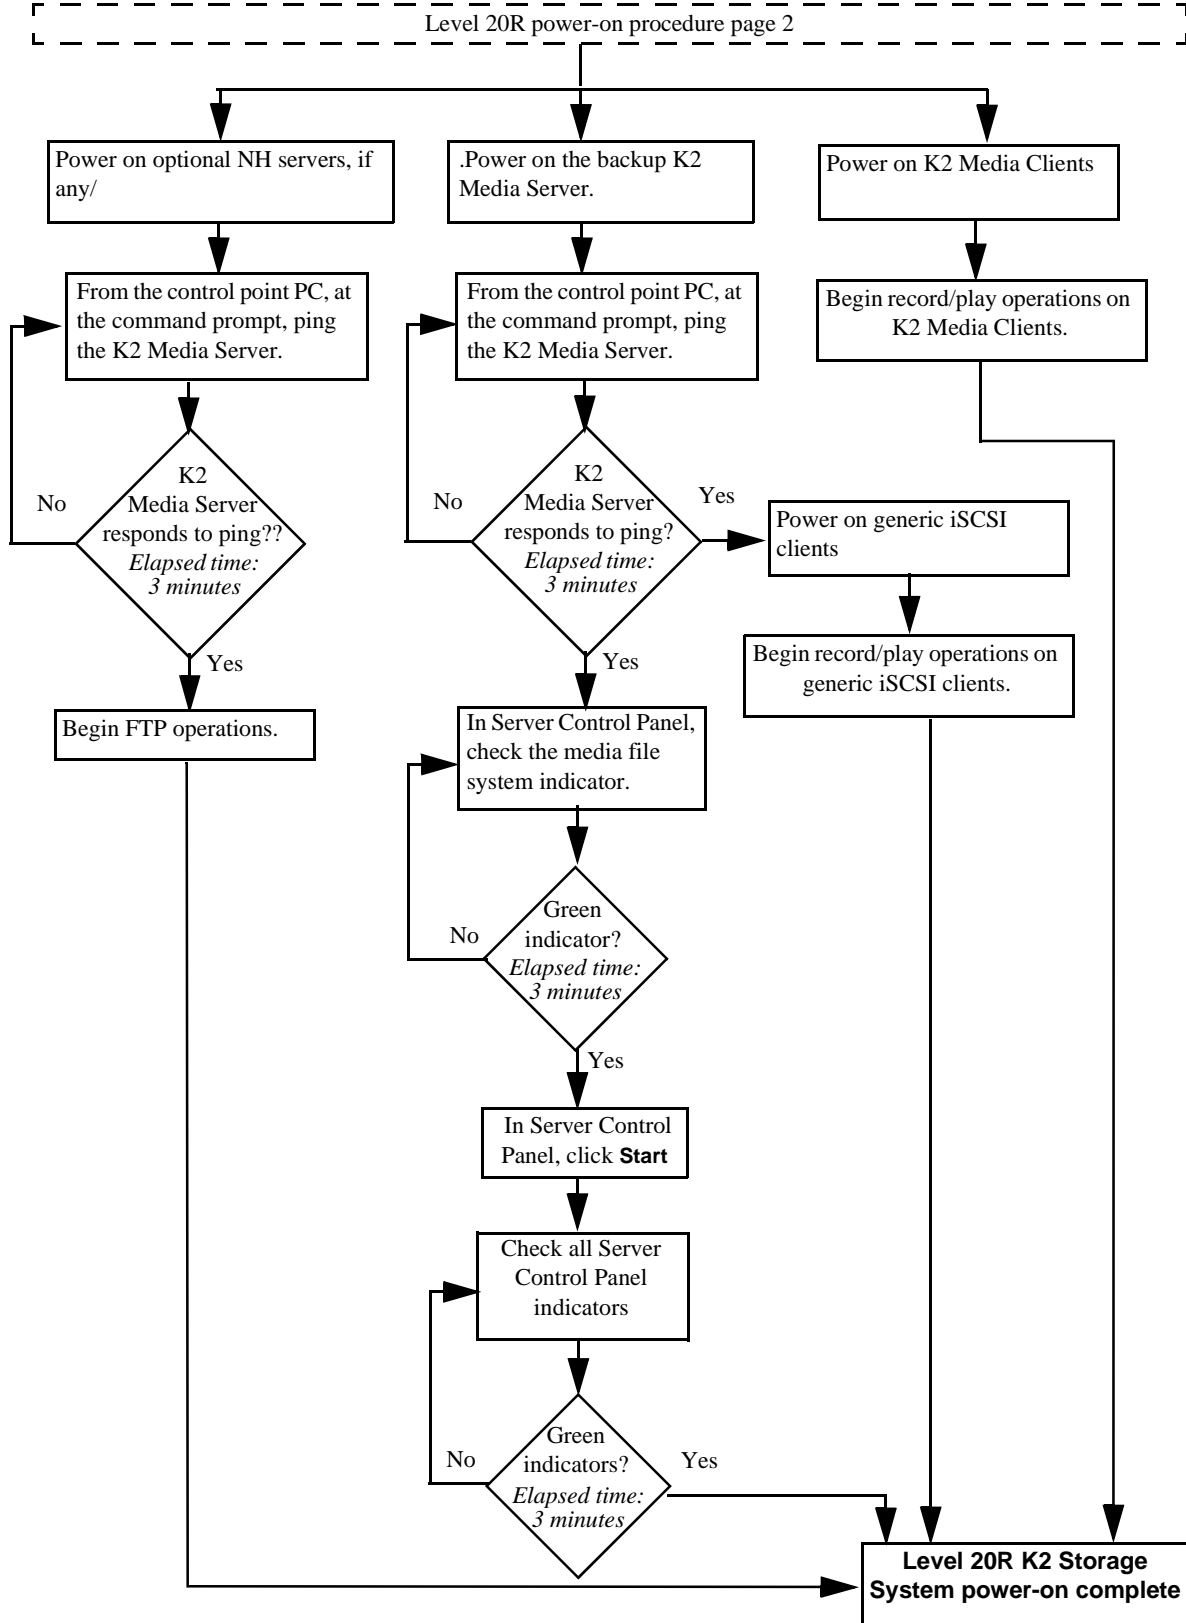 Level 20R power-on procedure page 2
Power on optional NH servers, if
any/
.Power on the backup K2
Media Server.
Power on K2 Media Clients
From the control point PC, at
the command prompt, ping
the K2 Media Server.
From the control point PC, at
the command prompt, ping
the K2 Media Server.
Begin record/play operations on
K2 Media Clients.
No
K2
Media Server
responds to ping??
Elapsed time:
3 minutes
Yes
No
K2
Media Server
responds to ping?
Elapsed time:
3 minutes
Yes
Yes
Power on generic iSCSI
clients
Begin record/play operations on
generic iSCSI clients.
Begin FTP operations.
In Server Control Panel,
check the media file
system indicator.
No
Green
indicator?
Elapsed time:
3 minutes
Yes
In Server Control
Panel, click Start
Check all Server
Control Panel
indicators
No
Green
indicators?
Elapsed time:
3 minutes
Yes
Level 20R K2 Storage
System power-on complete